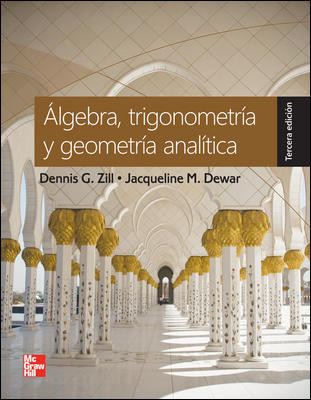 Álgebra, trigonometría
y geometría analítica
Tercera edición
Dennis G. Zill • Jacqueline M. Dewar
Mc
Graw
Hill